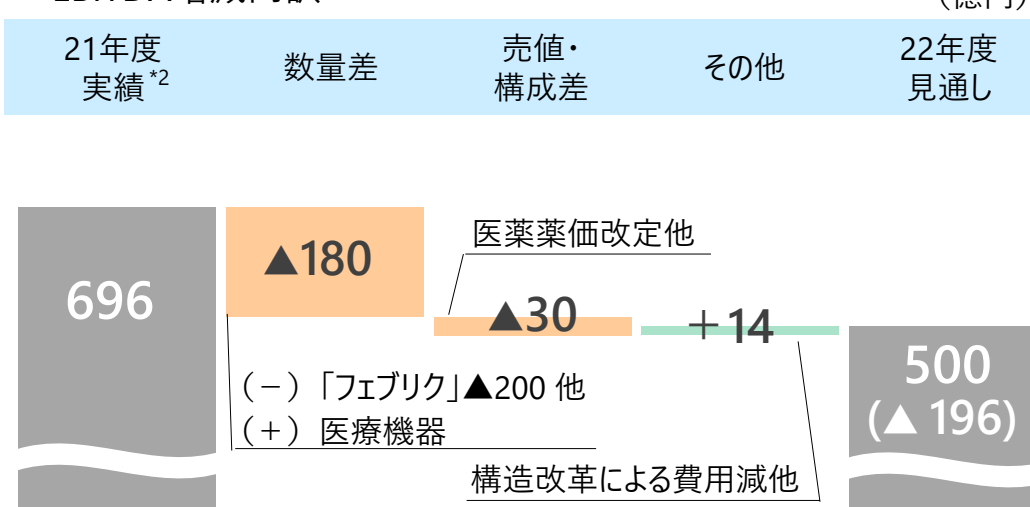 (億円)
21年度
実績*2
数量差
売値・
構成差
その他
22年度
見通し
696
▲180
医薬薬価改定他
▲30
＋14
500
(▲ 196)
（－）「フェブリク」▲200 他
（＋）医療機器
構造改革による費用減他